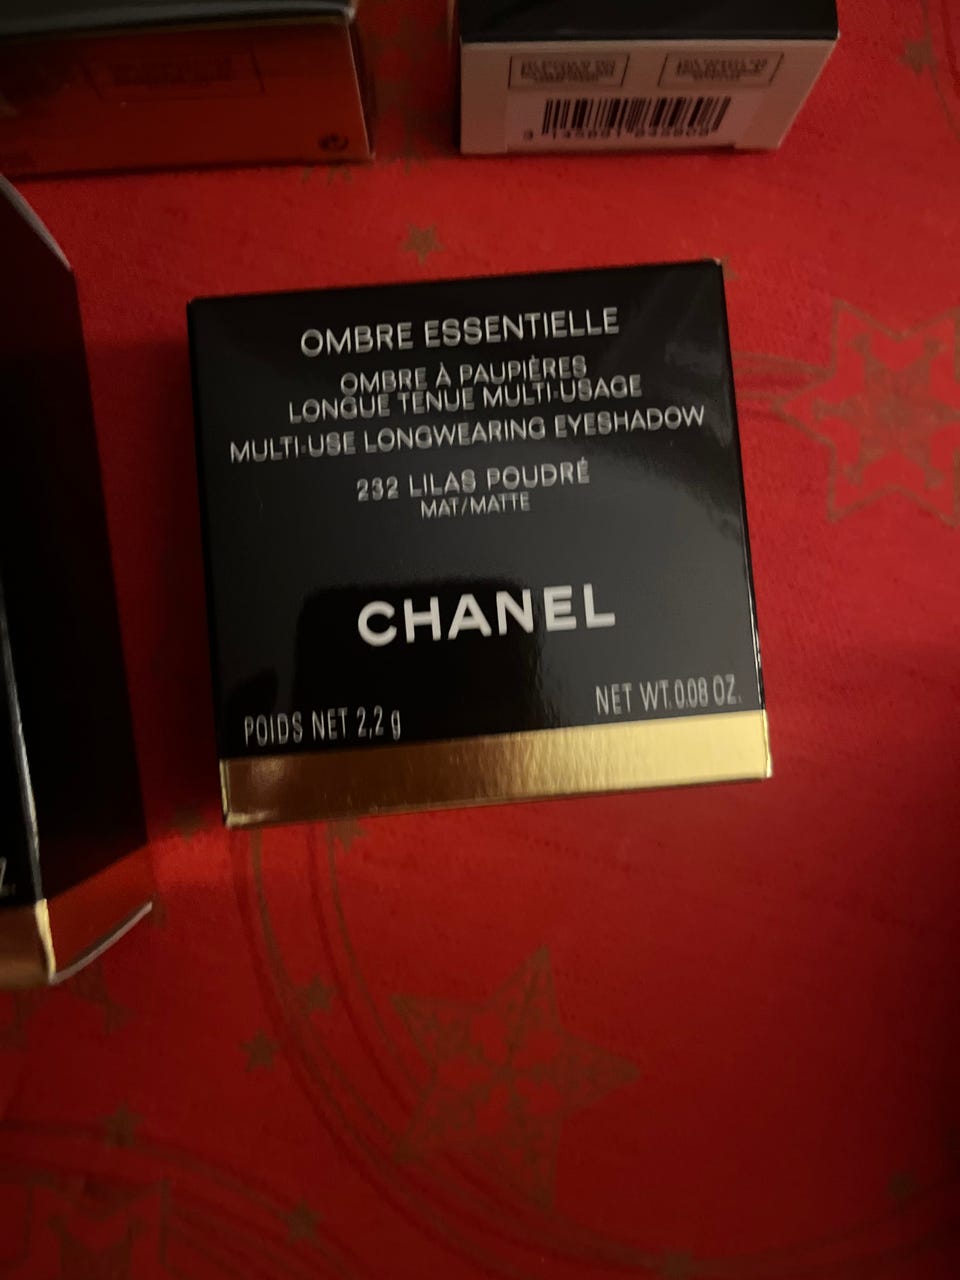 OMBRE ESSENTIELLE
OMBRE À PAUPIÈRES
LONGUE TENUE MULTI-USAGE
MULTI-USE LONGWEARING EYESHADOW
232 LILAS POUDRÉ
MAT/MATTE
CHANEL
POIDS NET 2,2 g
NET WT. 0.08 OZ.